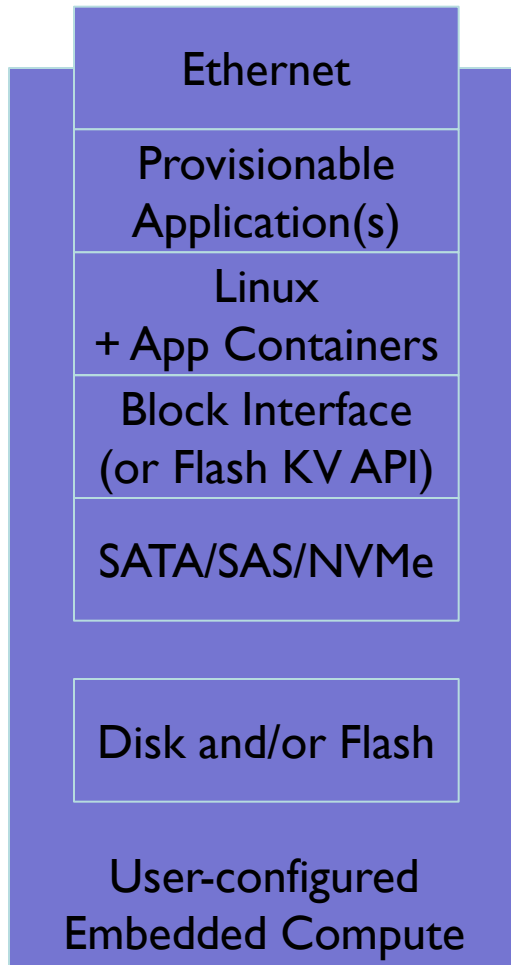 Ethernet
Provisionable
Application(s)
Linux
+ App Containers
Block Interface
(or Flash KV API)
SATA/SAS/NVMe
Disk and/or Flash
User-configured
Embedded Compute